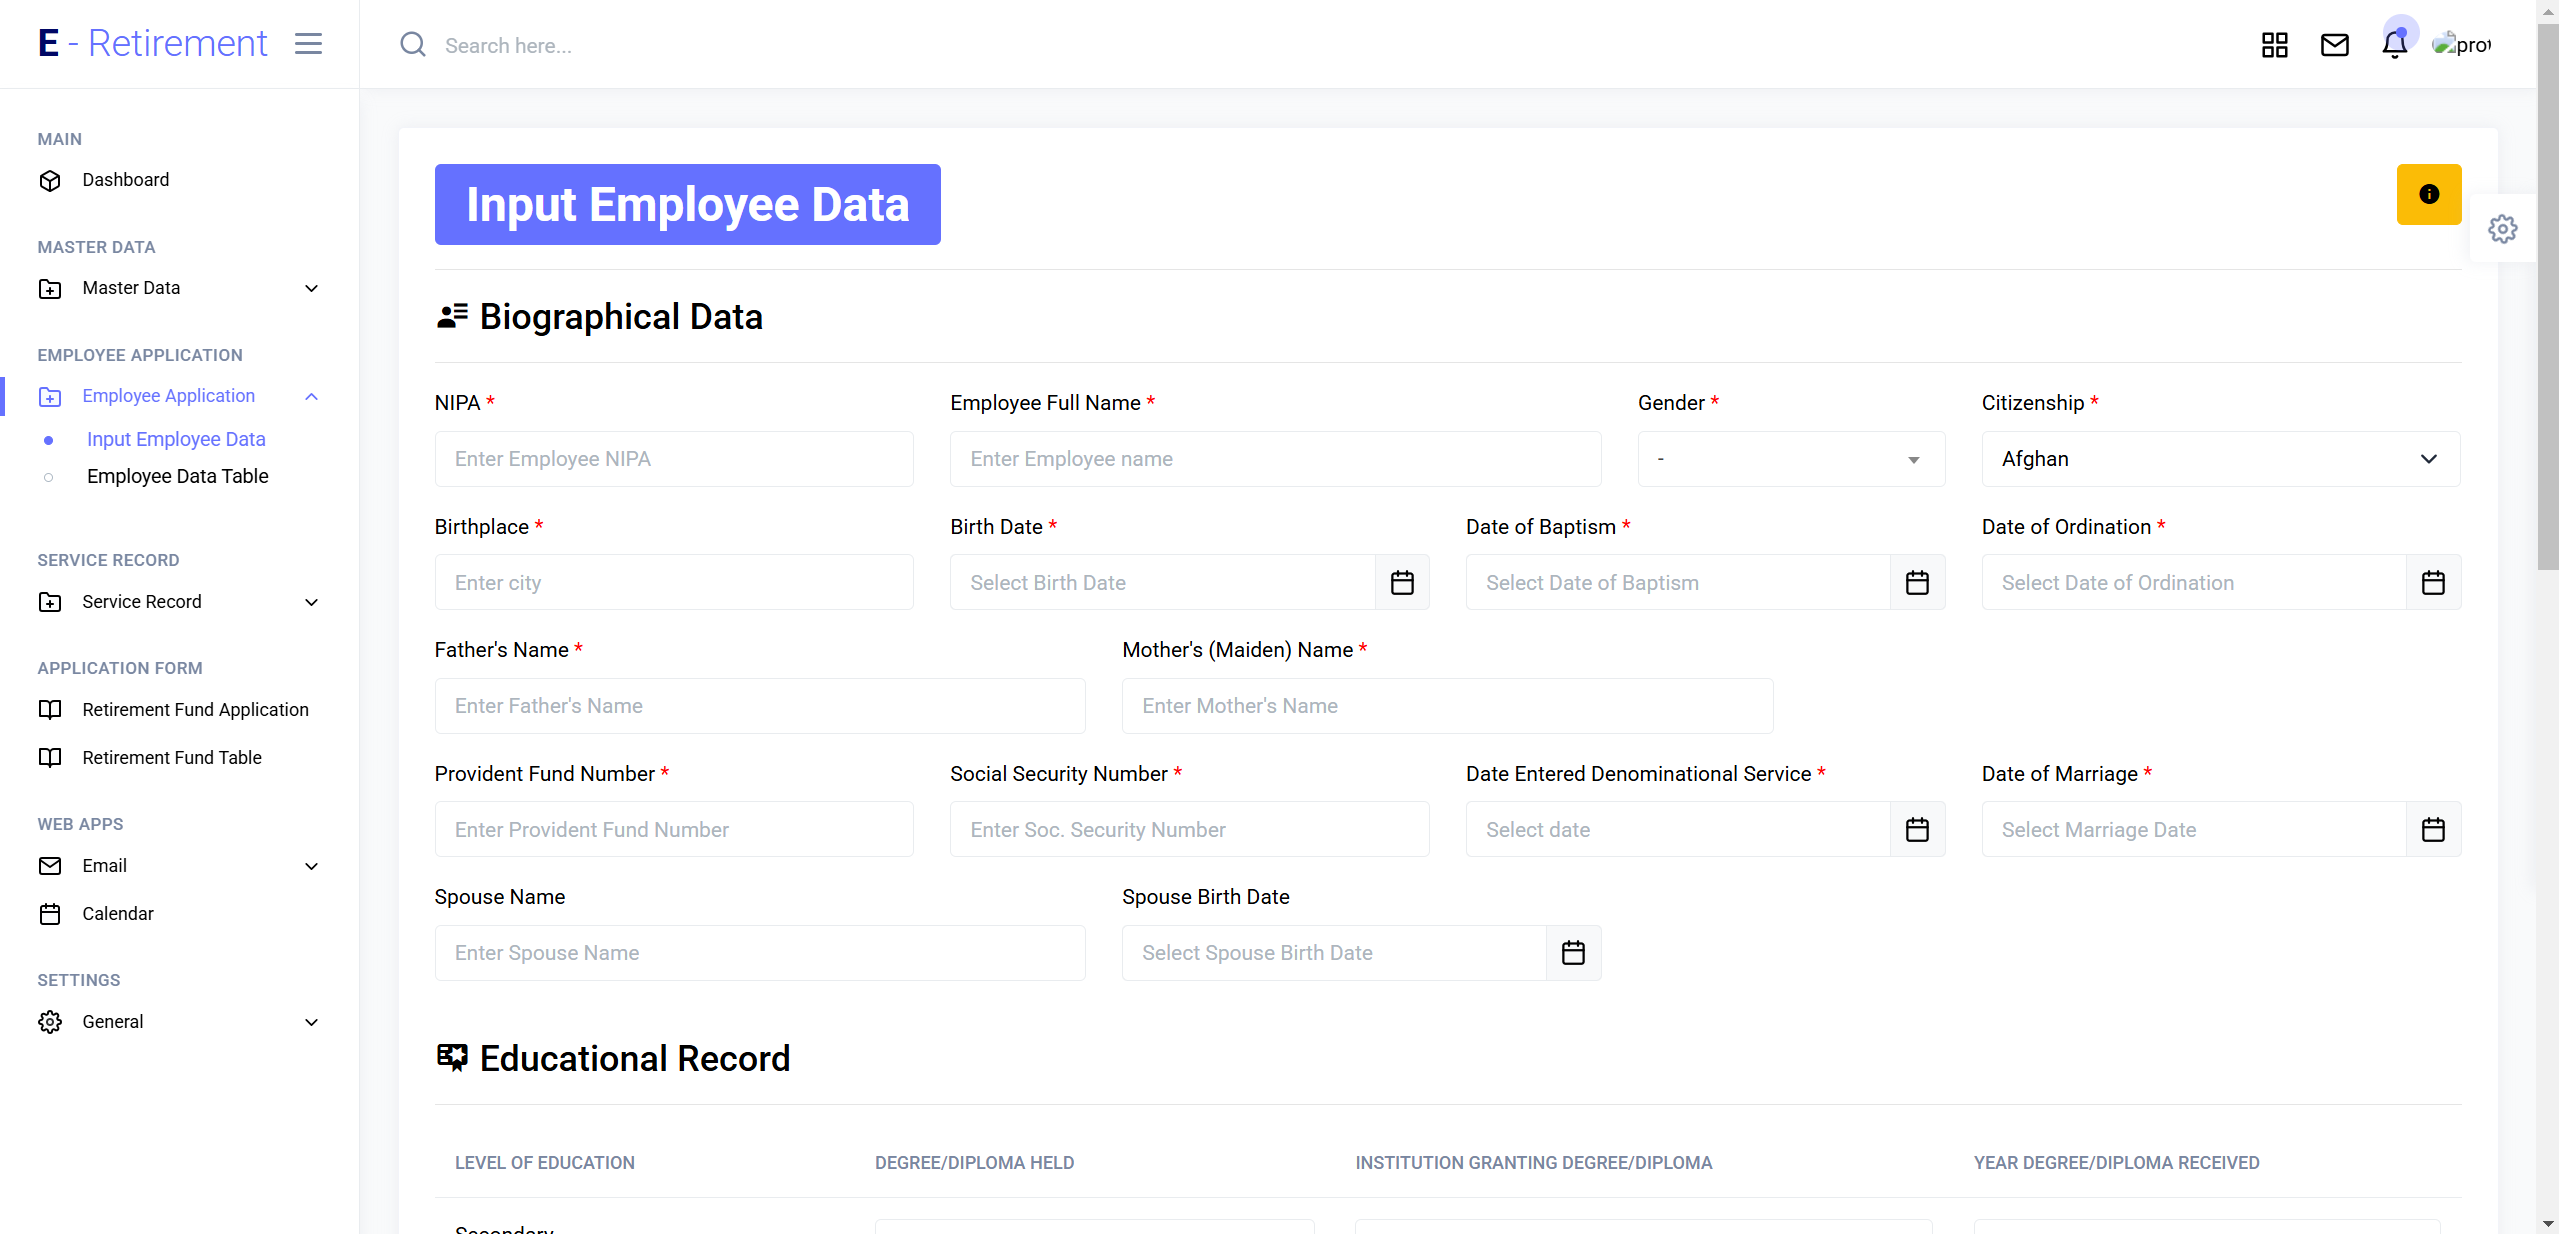 E - Retirement
Search here...
prof
MAIN
Dashboard
MASTER DATA
Master Data
EMPLOYEE APPLICATION
Employee Application
Input Employee Data
Employee Data Table
SERVICE RECORD
Service Record
APPLICATION FORM
Retirement Fund Application
Retirement Fund Table
WEB APPS
Email
Calendar
SETTINGS
General
Input Employee Data
Biographical Data
NIPA * Employee Full Name * Gender * Citizenship *
Enter Employee NIPA Enter Employee name - Afghan
Birthplace * Birth Date * Date of Baptism * Date of Ordination *
Enter city Select Birth Date Select Date of Baptism Select Date of Ordination
Father's Name * Mother's (Maiden) Name *
Enter Father's Name Enter Mother's Name
Provident Fund Number * Social Security Number * Date Entered Denominational Service * Date of Marriage *
Enter Provident Fund Number Enter Soc. Security Number Select date Select Marriage Date
Spouse Name Spouse Birth Date
Enter Spouse Name Select Spouse Birth Date
Educational Record
LEVEL OF EDUCATION DEGREE/DIPLOMA HELD INSTITUTION GRANTING DEGREE/DIPLOMA YEAR DEGREE/DIPLOMA RECEIVED
Secondary